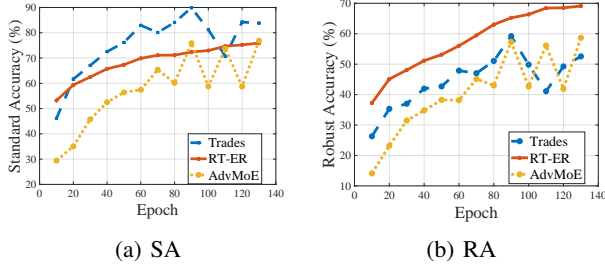 Standard Accuracy (%)
90
80
70
60
50
40
30
20
0 20 40 60 80 100 120 140
Epoch
Trades
RT-ER
AdvMoE
(a) SA
Robust Accuracy (%)
70
60
50
40
30
20
10
0 20 40 60 80 100 120 140
Epoch
Trades
RT-ER
AdvMoE
(b) RA